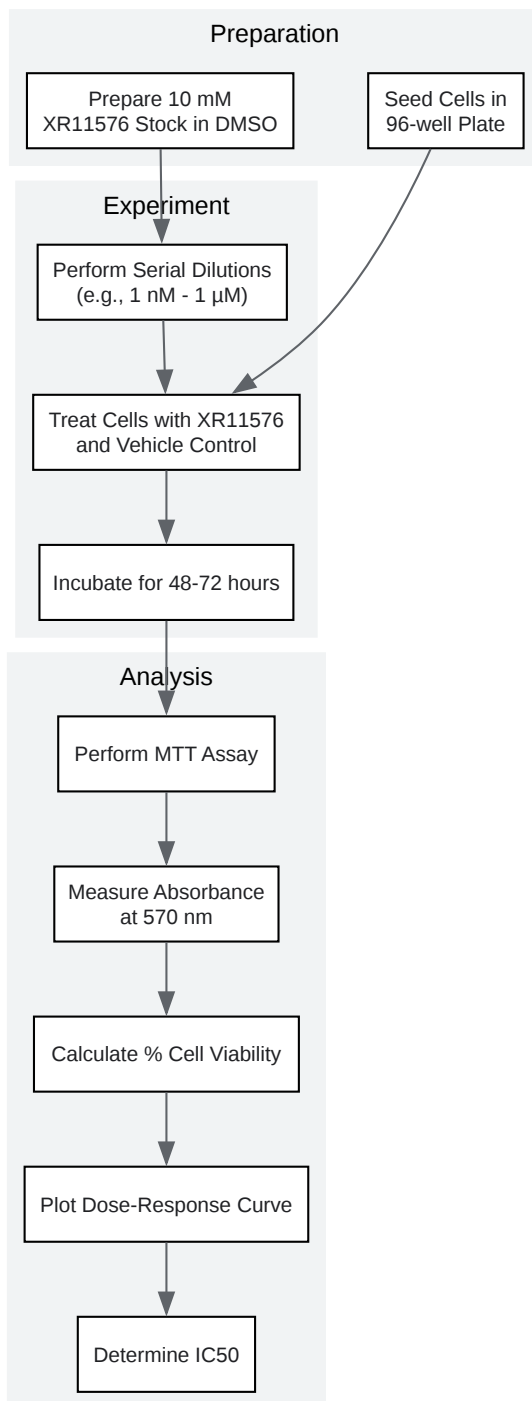 Preparation
Prepare 10 mM
XR11576 Stock in DMSO
Seed Cells in
96-well Plate
Experiment
Perform Serial Dilutions
(e.g., 1 nM - 1 µM)
Treat Cells with XR11576
and Vehicle Control
Incubate for 48-72 hours
Analysis
Perform MTT Assay
Measure Absorbance
at 570 nm
Calculate % Cell Viability
Plot Dose-Response Curve
Determine IC50